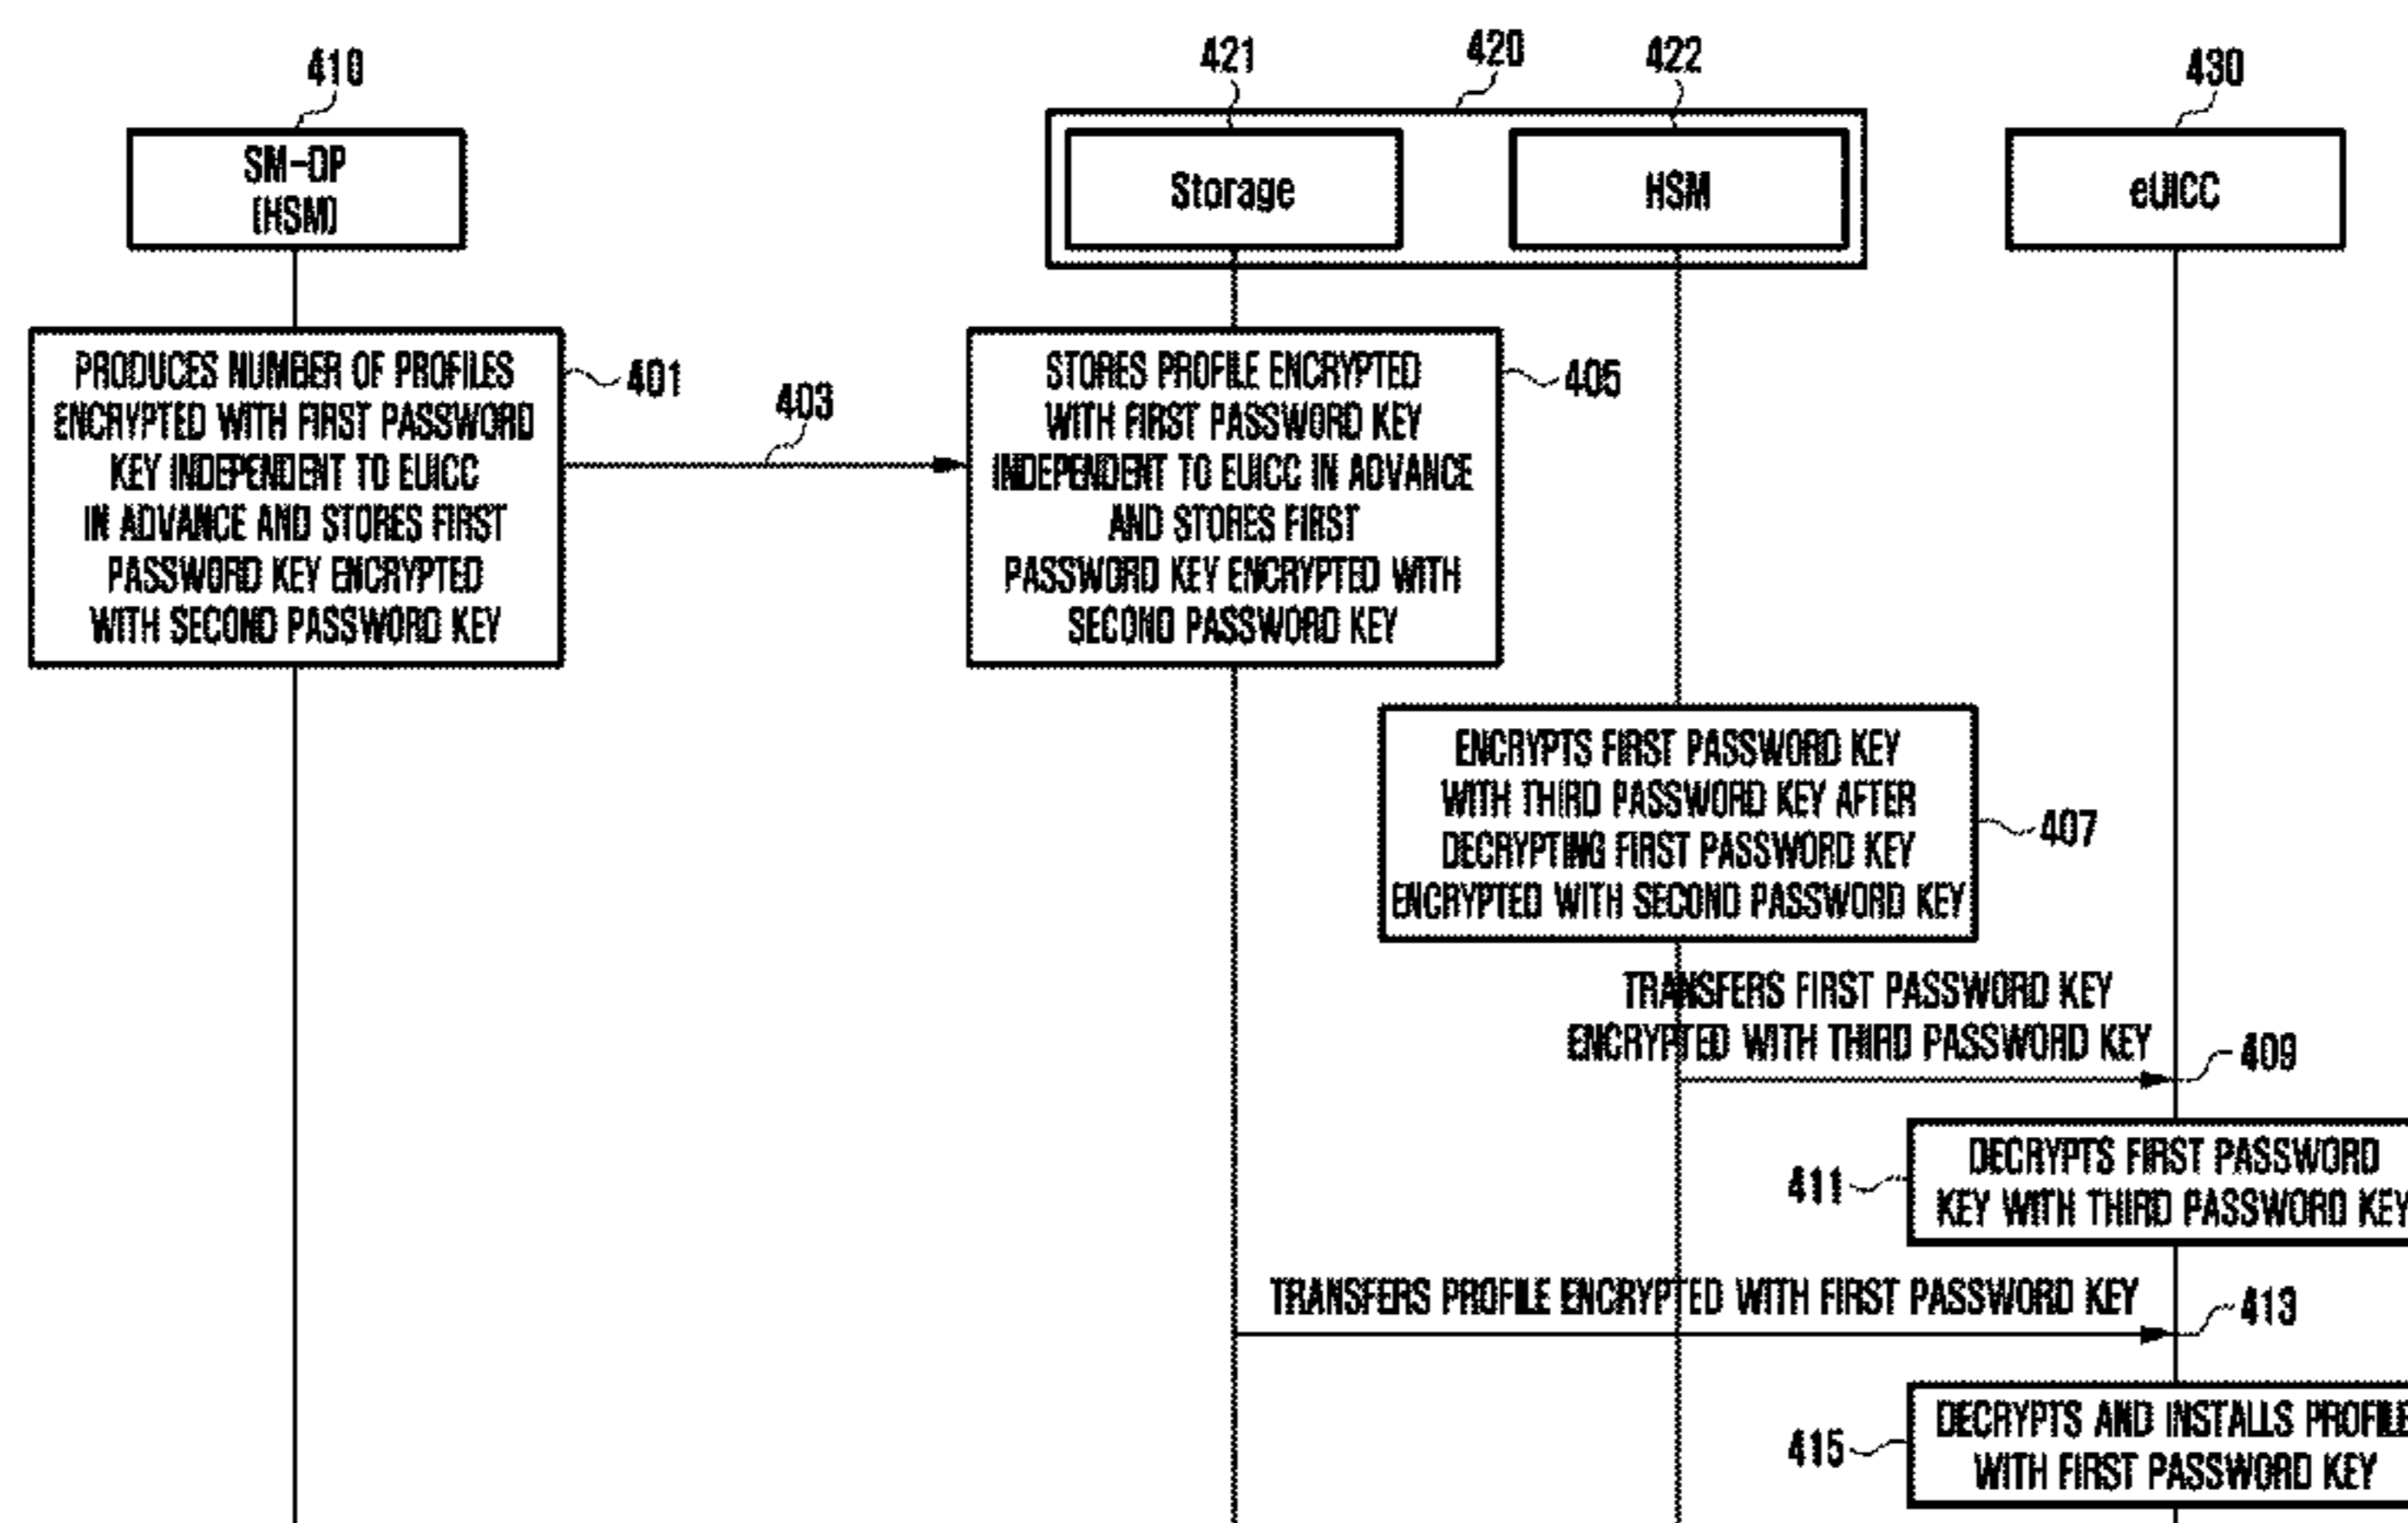 410
421
420
422
430
SM-DP
(HSM)
Storage
HSM
eUICC
PRODUCES NUMBER OF PROFILES
ENCRYPTED WITH FIRST PASSWORD
KEY INDEPENDENT TO EUICC
IN ADVANCE AND STORES FIRST
PASSWORD KEY ENCRYPTED
WITH SECOND PASSWORD KEY
401
403
STORES PROFILE ENCRYPTED
WITH FIRST PASSWORD KEY
INDEPENDENT TO EUICC IN ADVANCE
AND STORES FIRST
PASSWORD KEY ENCRYPTED WITH
SECOND PASSWORD KEY
405
ENCRYPTS FIRST PASSWORD KEY
WITH THIRD PASSWORD KEY AFTER
DECRYPTING FIRST PASSWORD KEY
ENCRYPTED WITH SECOND PASSWORD KEY
407
TRANSFERS FIRST PASSWORD KEY
ENCRYPTED WITH THIRD PASSWORD KEY
409
411
DECRYPTS FIRST PASSWORD
KEY WITH THIRD PASSWORD KEY
TRANSFERS PROFILE ENCRYPTED WITH FIRST PASSWORD KEY
413
415
DECRYPTS AND INSTALLS PROFILE
WITH FIRST PASSWORD KEY